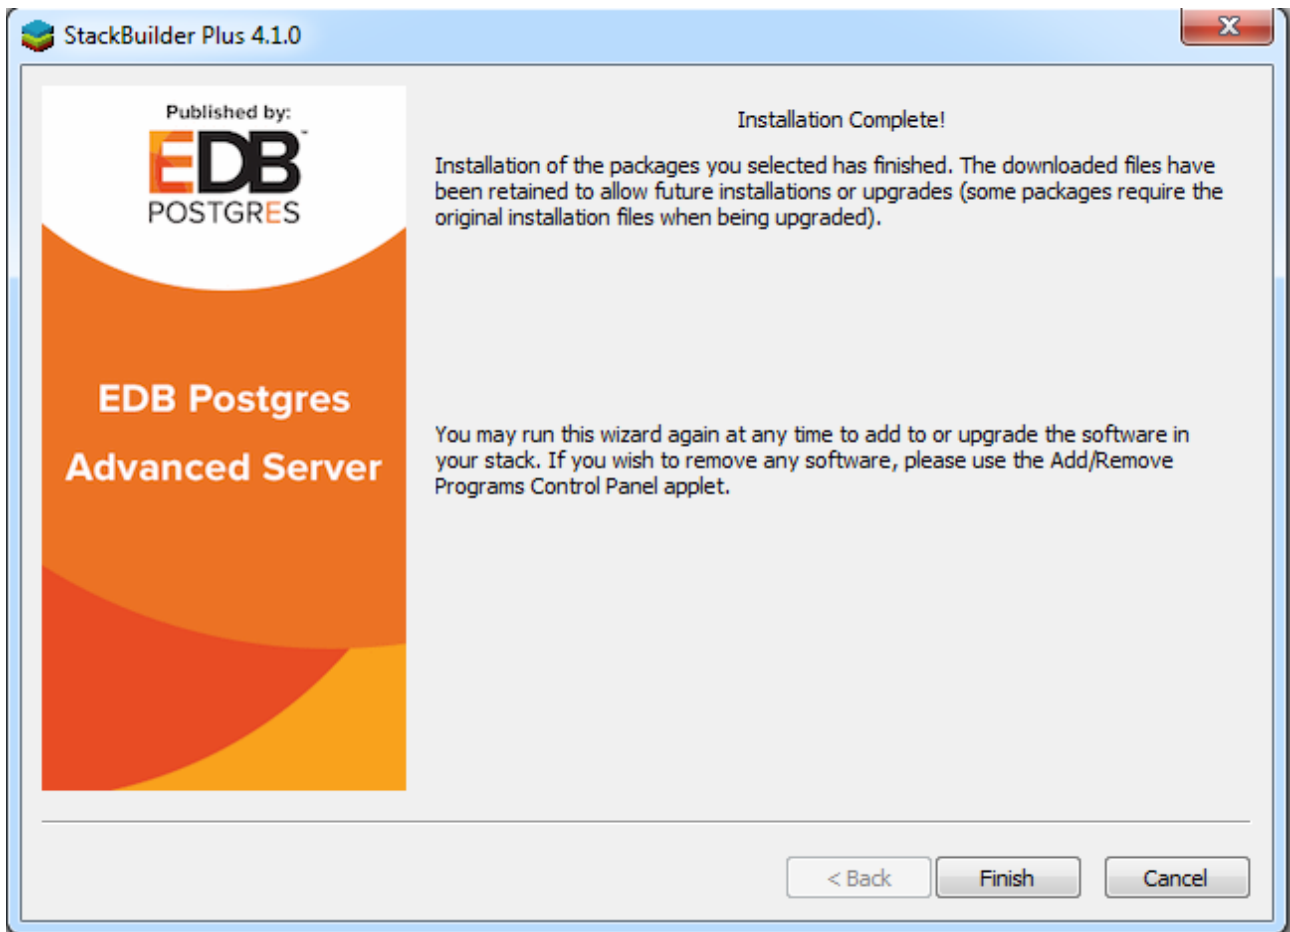 StackBuilder Plus 4.1.0
Published by:
EDB™
POSTGRES
EDB Postgres
Advanced Server
Installation Complete!
Installation of the packages you selected has finished. The downloaded files have
been retained to allow future installations or upgrades (some packages require the
original installation files when being upgraded).
You may run this wizard again at any time to add to or upgrade the software in
your stack. If you wish to remove any software, please use the Add/Remove
Programs Control Panel applet.
< Back
Finish
Cancel